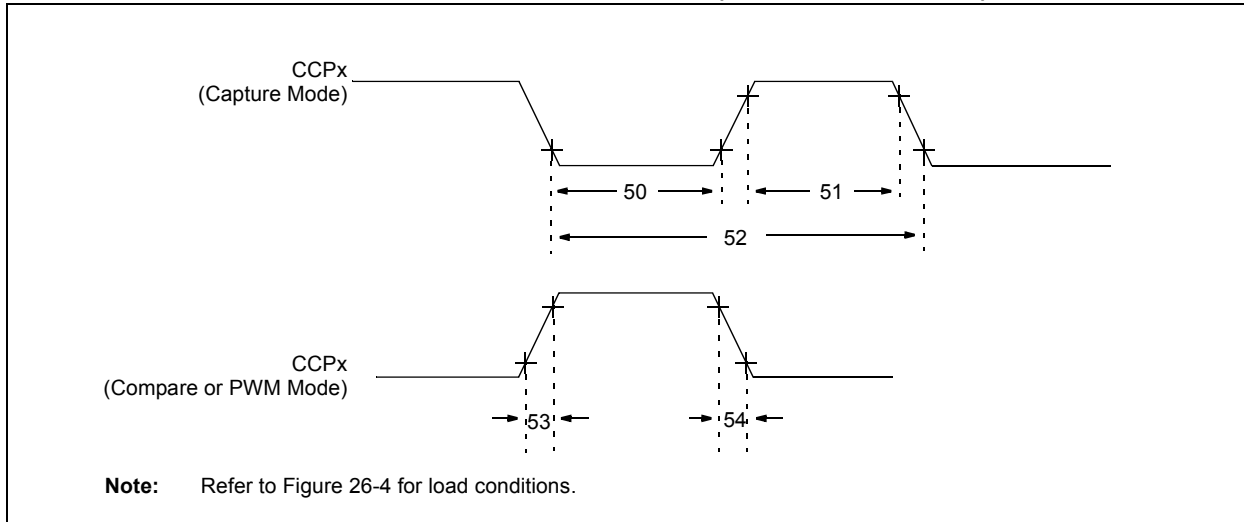 CCPx
(Capture Mode)
50
51
52
CCPx
(Compare or PWM Mode)
53
54
Note: Refer to Figure 26-4 for load conditions.